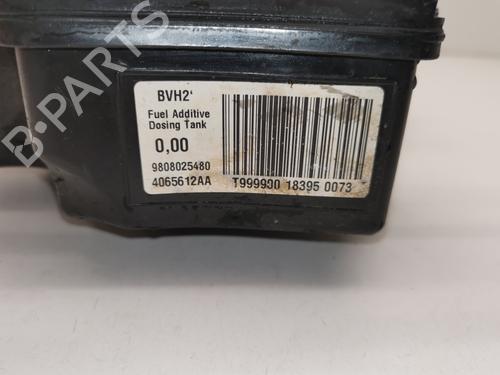 BVH2'
Fuel Additive
Dosing Tank
0,00
9808025480
4065612AA
T999930 18395 0073
B-PARTS